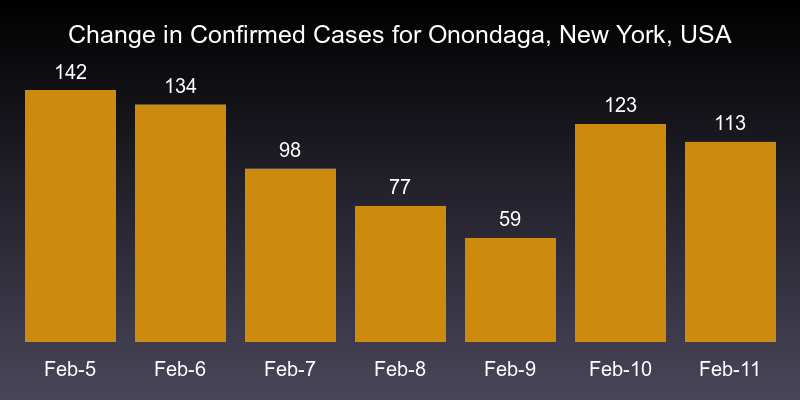 Change in Confirmed Cases for Onondaga, New York, USA
142
134
98
77
59
123
113
Feb-5
Feb-6
Feb-7
Feb-8
Feb-9
Feb-10
Feb-11